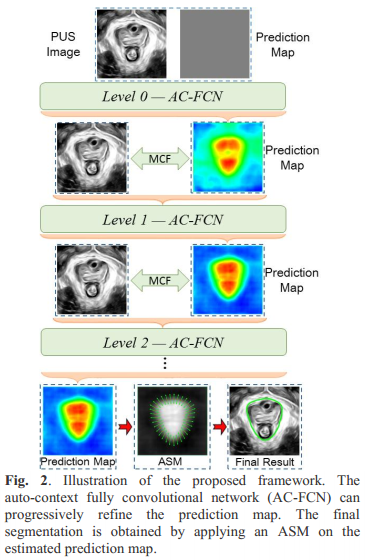 PUS Image
Prediction Map
Level 0 — AC-FCN
MCF
Prediction Map
Level 1 — AC-FCN
MCF
Prediction Map
Level 2 — AC-FCN
⋮
Prediction Map
ASM
Final Result
Fig. 2. Illustration of the proposed framework. The
auto-context fully convolutional network (AC-FCN) can
progressively refine the prediction map. The final
segmentation is obtained by applying an ASM on the
estimated prediction map.